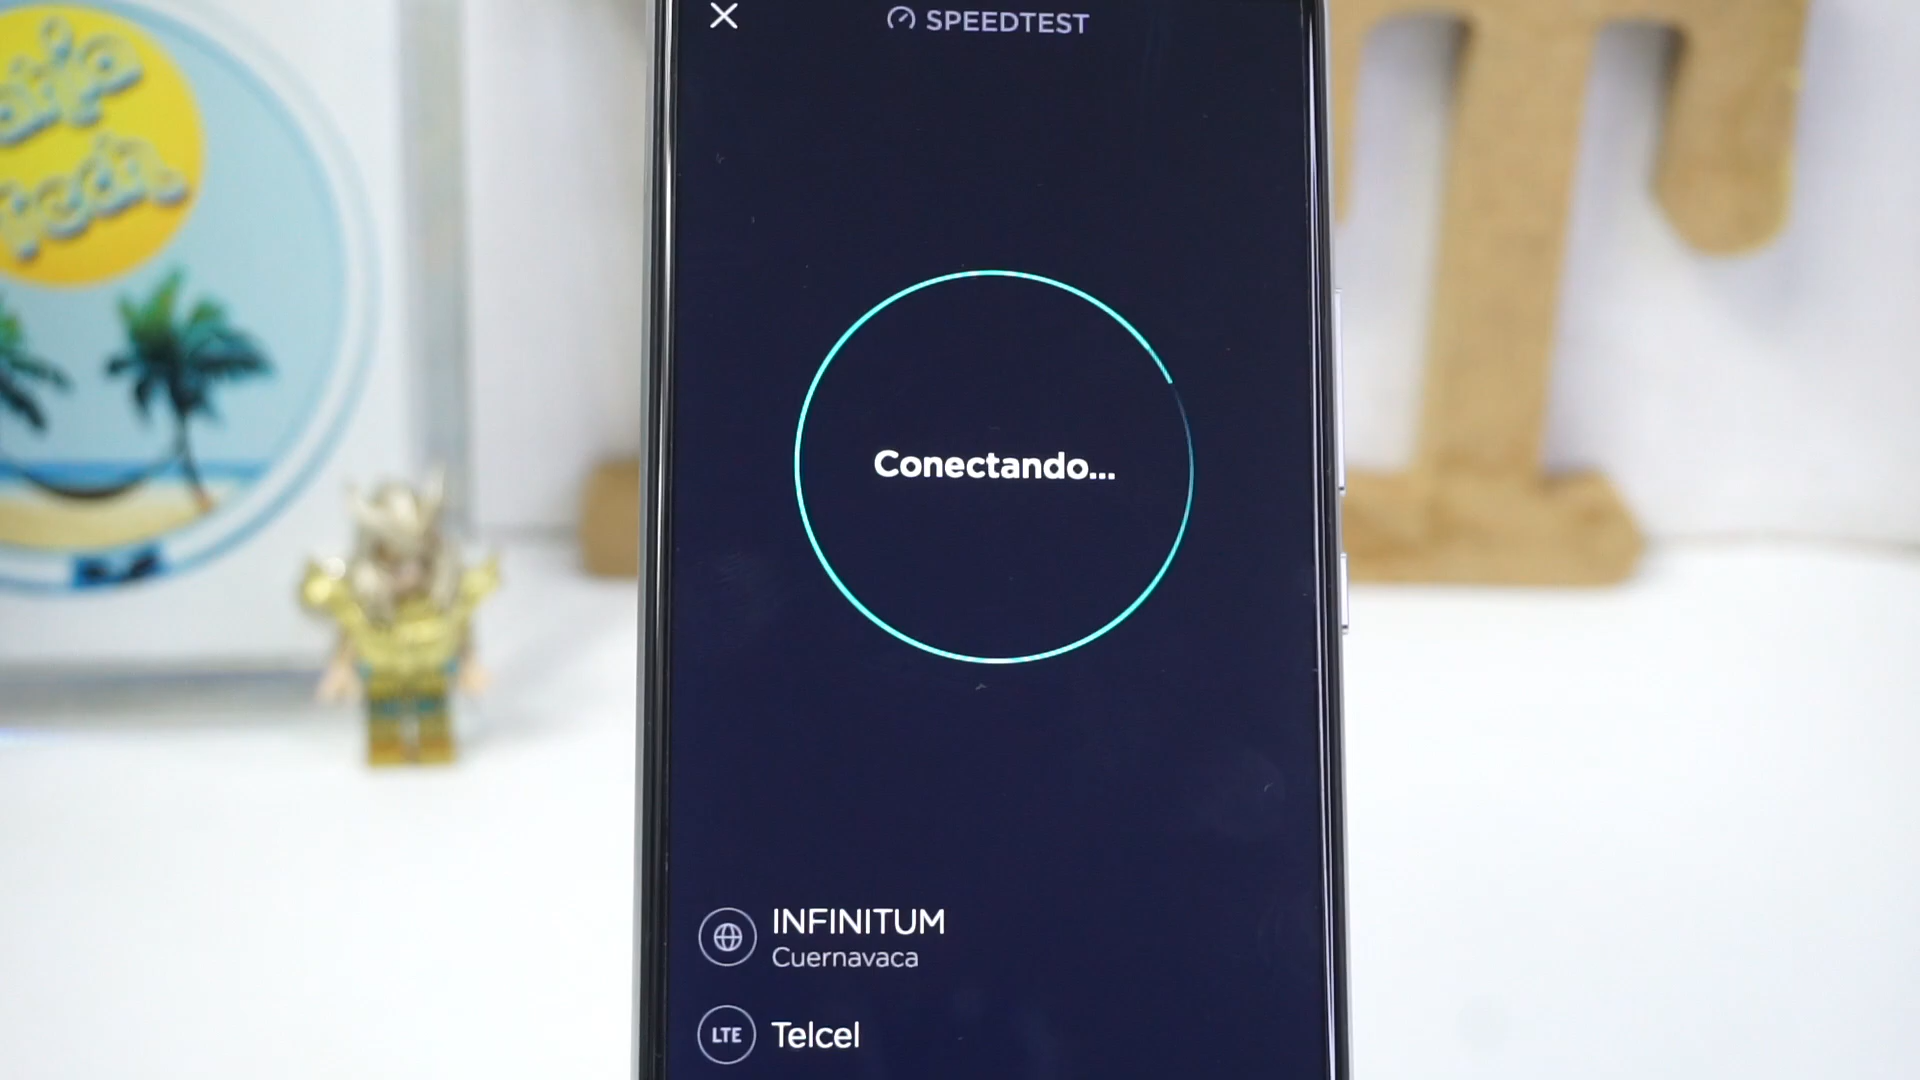 SPEEDTEST
Conectando...
INFINITUM
Cuernavaca
LTE Telcel